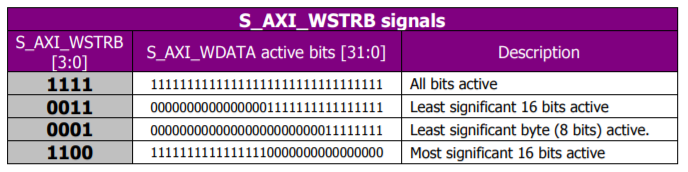 S_AXI_WSTRB signals
S_AXI_WSTRB [3:0] S_AXI_WDATA active bits [31:0] Description
1111 11111111111111111111111111111111 All bits active
0011 00000000000000001111111111111111 Least significant 16 bits active
0001 00000000000000000000000011111111 Least significant byte (8 bits) active.
1100 11111111111111110000000000000000 Most significant 16 bits active